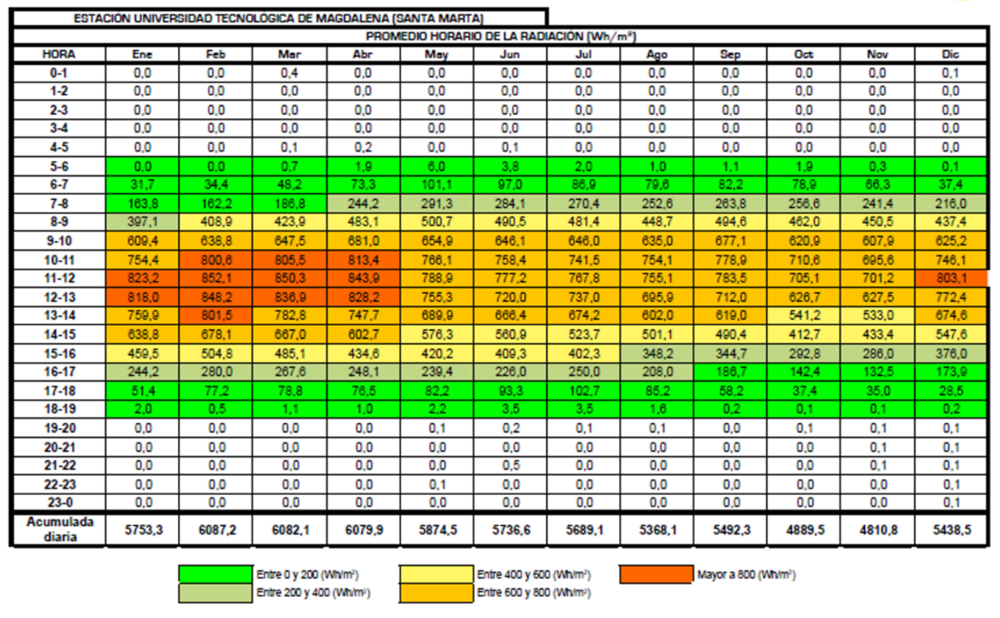 ESTACIÓN UNIVERSIDAD TECNOLÓGICA DE MAGDALENA (SANTA MARTA)
PROMEDIO HORARIO DE LA RADIACIÓN (Wh/m²)
HORA Ene Feb Mar Abr May Jun Jul Ago Sep Oct Nov Dic
0-1 0,0 0,0 0,4 0,0 0,0 0,0 0,0 0,0 0,0 0,0 0,0 0,1
1-2 0,0 0,0 0,0 0,0 0,0 0,0 0,0 0,0 0,0 0,0 0,0 0,0
2-3 0,0 0,0 0,0 0,0 0,0 0,0 0,0 0,0 0,0 0,0 0,0 0,0
3-4 0,0 0,0 0,0 0,0 0,0 0,0 0,0 0,0 0,0 0,0 0,0 0,0
4-5 0,0 0,0 0,1 0,2 0,0 0,1 0,0 0,0 0,0 0,0 0,0 0,0
5-6 0,0 0,0 0,7 1,9 6,0 3,8 2,0 1,0 1,1 1,9 0,3 0,1
6-7 31,7 34,4 48,2 73,3 101,1 97,0 86,9 79,6 82,2 78,9 66,3 37,4
7-8 163,8 162,2 186,8 244,2 291,3 284,1 270,4 252,6 263,8 256,6 241,4 216,0
8-9 397,1 408,9 423,9 483,1 500,7 490,5 481,4 448,7 494,6 462,0 450,5 437,4
9-10 609,4 638,8 647,5 681,0 654,9 646,1 646,0 635,0 677,1 620,9 607,9 625,2
10-11 754,4 800,6 805,5 813,4 766,1 758,4 741,5 754,1 778,9 710,6 695,6 746,1
11-12 823,2 852,1 850,3 843,9 788,9 777,2 767,8 755,1 783,5 705,1 701,2 803,1
12-13 818,0 848,2 836,9 828,2 755,3 720,0 737,0 695,9 712,0 626,7 627,5 772,4
13-14 759,9 801,5 782,8 747,7 689,9 666,4 674,2 602,0 619,0 541,2 533,0 674,6
14-15 638,8 678,1 667,0 602,7 576,3 560,9 523,7 501,1 490,4 412,7 433,4 547,6
15-16 459,5 504,8 485,1 434,6 420,2 409,3 402,3 348,2 344,7 292,8 286,0 376,0
16-17 244,2 280,0 267,6 248,1 239,4 226,0 250,0 208,0 186,7 142,4 132,5 173,9
17-18 51,4 77,2 78,8 76,5 82,2 93,3 102,7 85,2 58,2 37,4 35,0 28,5
18-19 2,0 0,5 1,1 1,0 2,2 3,5 3,5 1,6 0,2 0,1 0,1 0,2
19-20 0,0 0,0 0,0 0,0 0,1 0,2 0,1 0,1 0,0 0,1 0,1 0,1
20-21 0,0 0,0 0,0 0,0 0,0 0,0 0,0 0,0 0,0 0,0 0,1 0,1
21-22 0,0 0,0 0,0 0,0 0,0 0,5 0,0 0,0 0,0 0,0 0,1 0,1
22-23 0,0 0,0 0,0 0,0 0,1 0,0 0,0 0,0 0,0 0,0 0,0 0,1
23-0 0,0 0,0 0,0 0,0 0,0 0,0 0,0 0,0 0,0 0,0 0,0 0,1
Acumulada
diaria 5753,3 6087,2 6082,1 6079,9 5874,5 5736,6 5689,1 5368,1 5492,3 4889,5 4810,8 5438,5
Entre 0 y 200 (Wh/m²) Entre 400 y 600 (Wh/m²) Mayor a 800 (Wh/m²)
Entre 200 y 400 (Wh/m²) Entre 600 y 800 (Wh/m²)